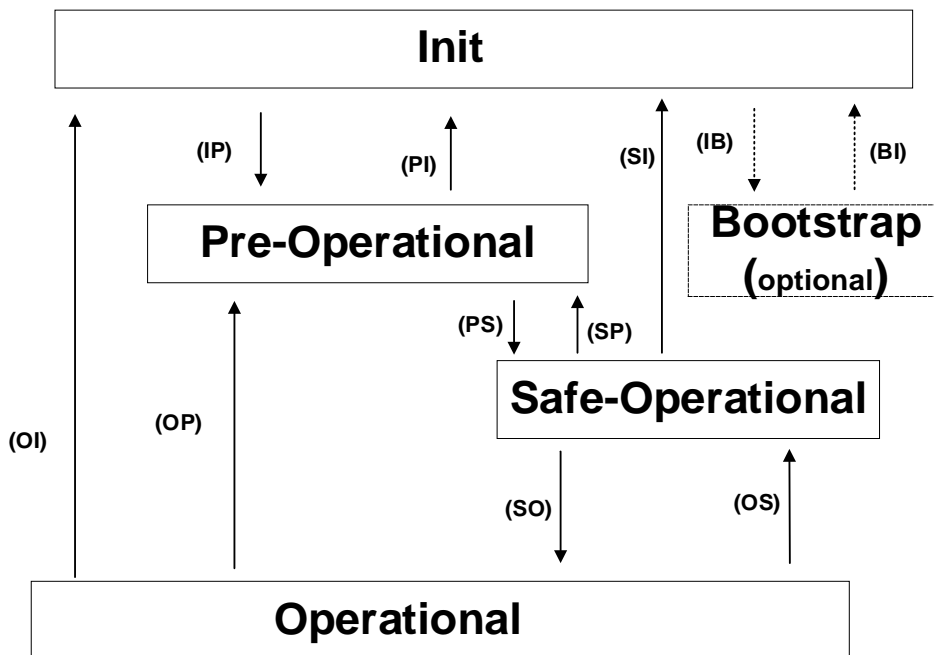 Init
(IP)
(PI)
(SI)
(IB)
(BI)
Pre-Operational
Bootstrap
(optional)
(PS)
(SP)
Safe-Operational
(OI)
(OP)
(SO)
(OS)
Operational